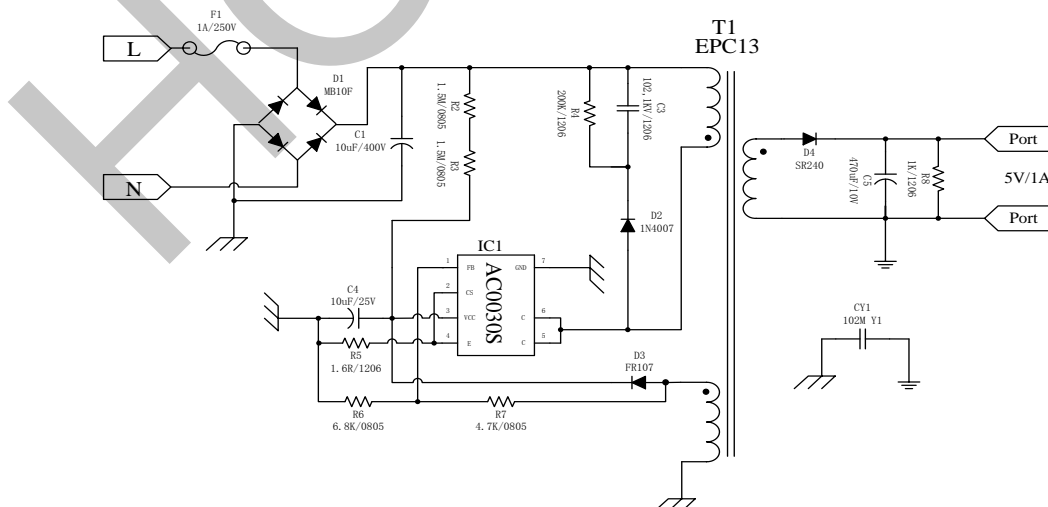 F1
1A/250V
L
T1
EPC13
D1
MB10F
C1
10uF/400V
R2
1.5M/0805
R3
1.5M/0805
R4
200K/1206
C3
102,1KV/1206
N
D4
SR240
C5
470uF/10V
R8
1K/1206
Port
5V/1A
Port
D2
1N4007
IC1
AC0030S
1
FB
2
CS
3
VCC
4
E
GND
7
C
6
C
5
C4
10uF/25V
R5
1.6R/1206
R6
6.8K/0805
R7
4.7K/0805
D3
FR107
CY1
102M Y1